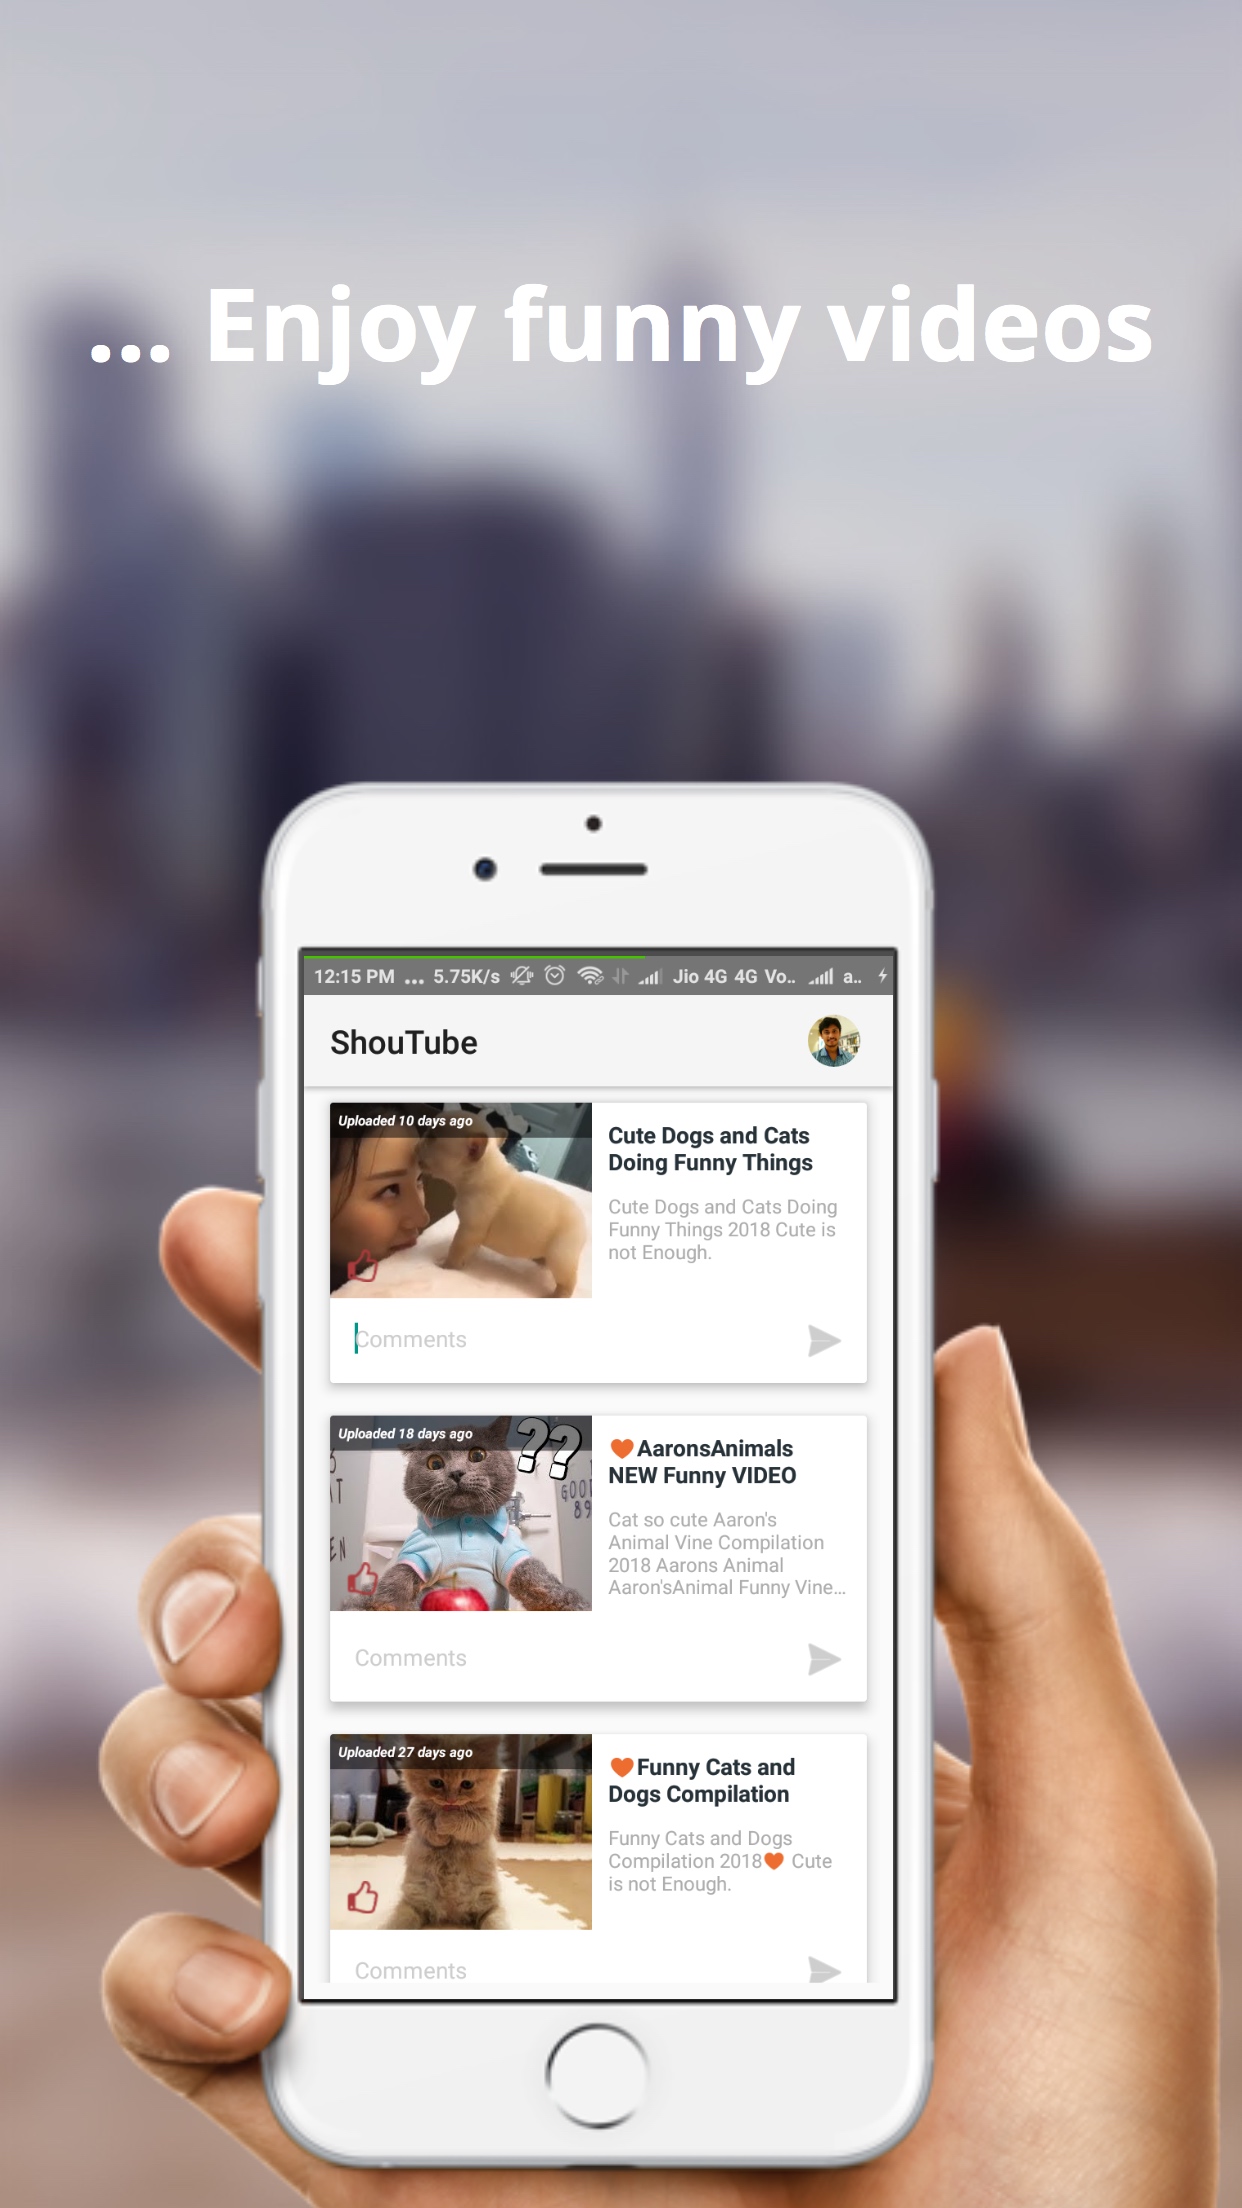 ... Enjoy funny videos
12:15 PM ... 5.75K/s Jio 4G 4G Vo.. a..
ShouTube
Uploaded 10 days ago
Cute Dogs and Cats
Doing Funny Things
Cute Dogs and Cats Doing
Funny Things 2018 Cute is
not Enough.
Comments
Uploaded 18 days ago
??
GOO
89
EN
🧡AaronsAnimals
NEW Funny VIDEO
Cat so cute Aaron's
Animal Vine Compilation
2018 Aarons Animal
Aaron'sAnimal Funny Vine...
Comments
Uploaded 27 days ago
🧡Funny Cats and
Dogs Compilation
Funny Cats and Dogs
Compilation 2018🧡 Cute
is not Enough.
Comments